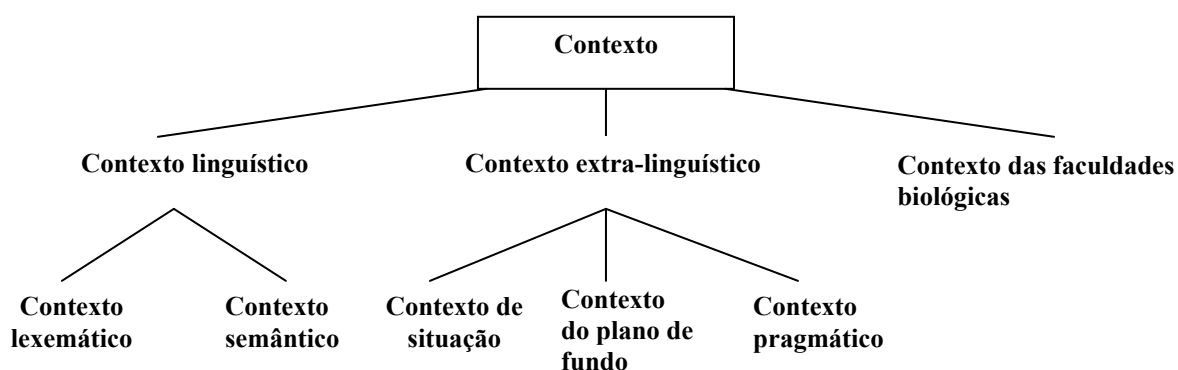 Contexto
Contexto linguístico
Contexto extra-linguístico
Contexto das faculdades
biológicas
Contexto
lexemático
Contexto
semântico
Contexto de
situação
Contexto
do plano de
fundo
Contexto
pragmático